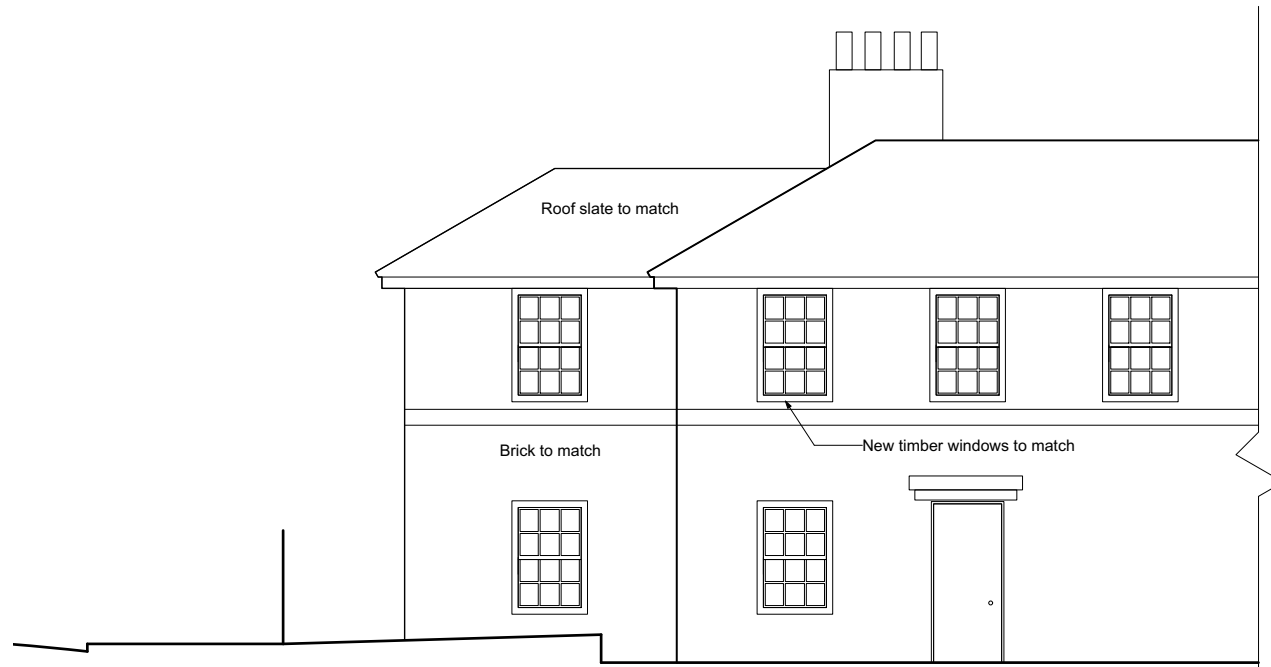 Roof slate to match
New timber windows to match
Brick to match